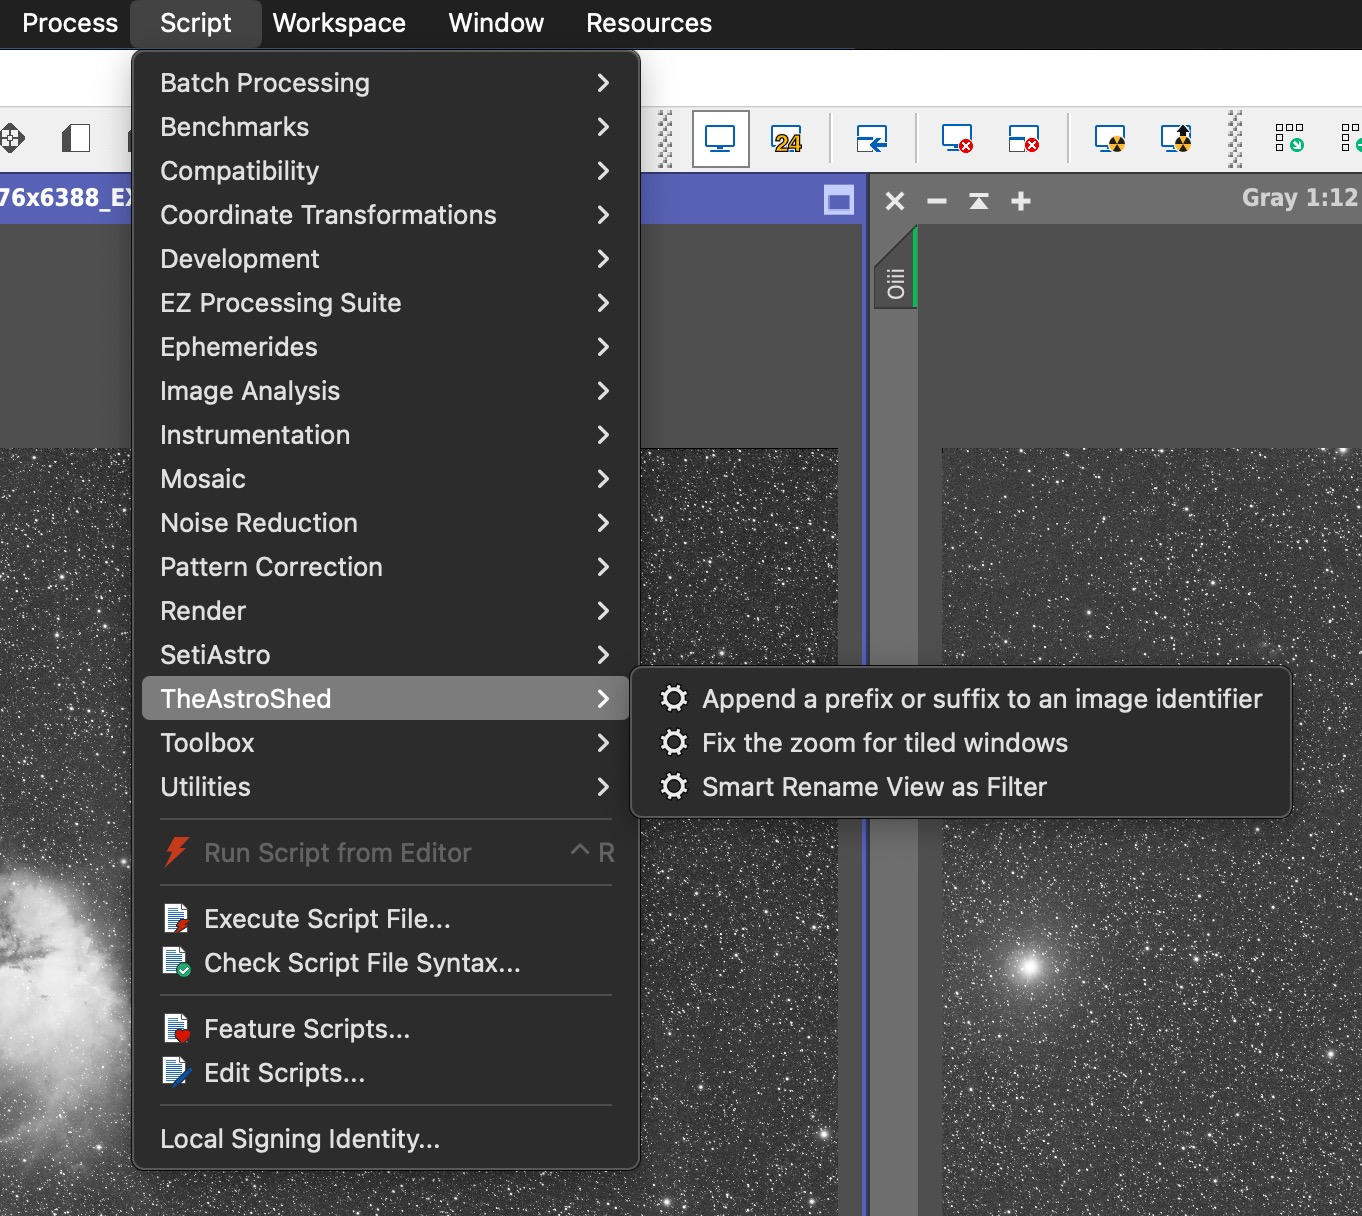 Process Script Workspace Window Resources
Batch Processing
Benchmarks
Compatibility
Coordinate Transformations
Development
EZ Processing Suite
Ephemerides
Image Analysis
Instrumentation
Mosaic
Noise Reduction
Pattern Correction
Render
SetiAstro
TheAstroShed
Toolbox
Utilities
Run Script from Editor ^ R
Execute Script File...
Check Script File Syntax...
Feature Scripts...
Edit Scripts...
Local Signing Identity...
Append a prefix or suffix to an image identifier
Fix the zoom for tiled windows
Smart Rename View as Filter
24
76x6388_EX
Gray 1:12
Oiii